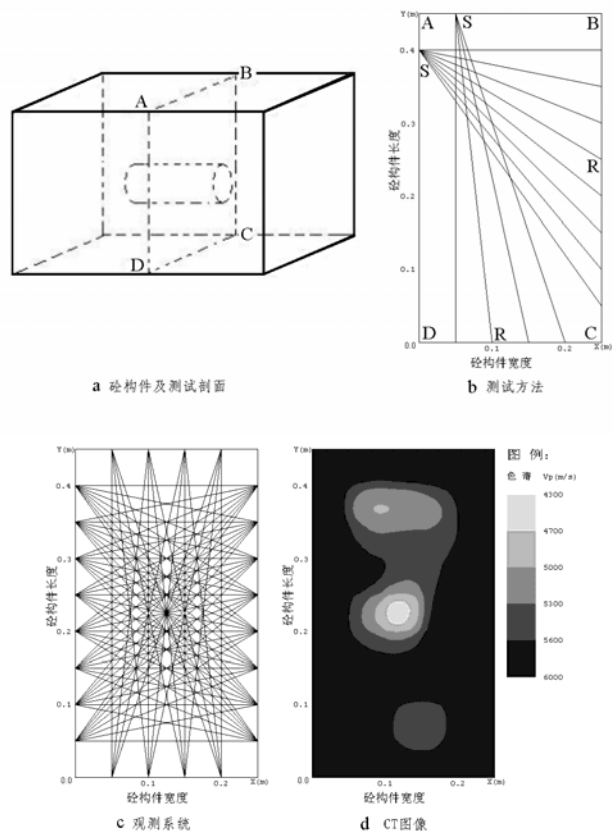 A
B
C
D
a 砼构件及测试剖面
Y(m)
A
S
B
0.4
S
0.3
砼构件长度
R
0.2
0.1
D
R
C
0.0
0.1
0.2
X(m)
砼构件宽度
b 测试方法
Y(m)
0.4
0.3
砼构件长度
0.2
0.1
0.0
0.1
0.2
X(m)
砼构件宽度
c 观测系统
Y(m)
0.4
0.3
砼构件长度
0.2
0.1
0.0
0.1
0.2
X(m)
砼构件宽度
d CT图像
图 例:
色 谱 Vp(m/s)
4300
4700
5000
5300
5600
6000